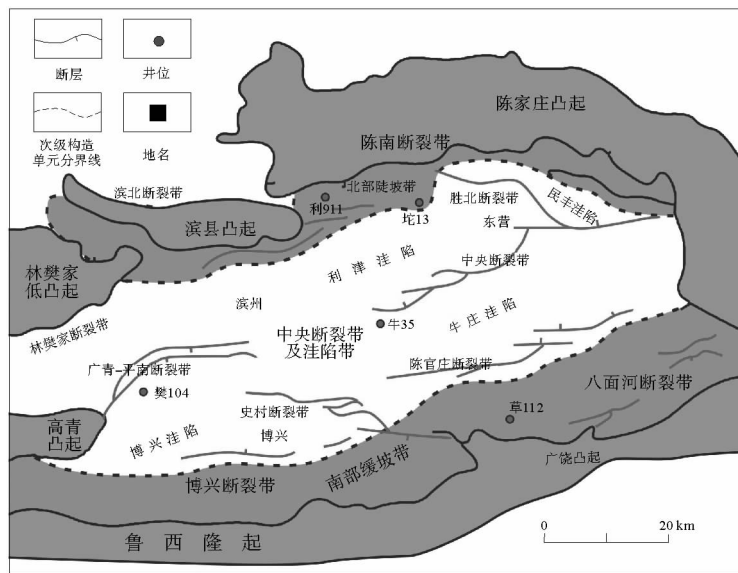 断层
井位
次级构造
单元分界线
地名
陈家庄凸起
陈南断裂带
滨北断裂带
北部陡坡带
利911
坨13
胜北断裂带
民丰洼陷
东营
滨县凸起
林樊家
低凸起
利津洼陷
中央断裂带
滨州
牛庄洼陷
林樊家断裂带
中央断裂带
及洼陷带
牛35
广青-平南断裂带
陈官庄断裂带
樊104
八面河断裂带
史村断裂带
草112
高青
凸起
博兴洼陷
博兴
广饶凸起
南部缓坡带
博兴断裂带
鲁西隆起
0
20 km